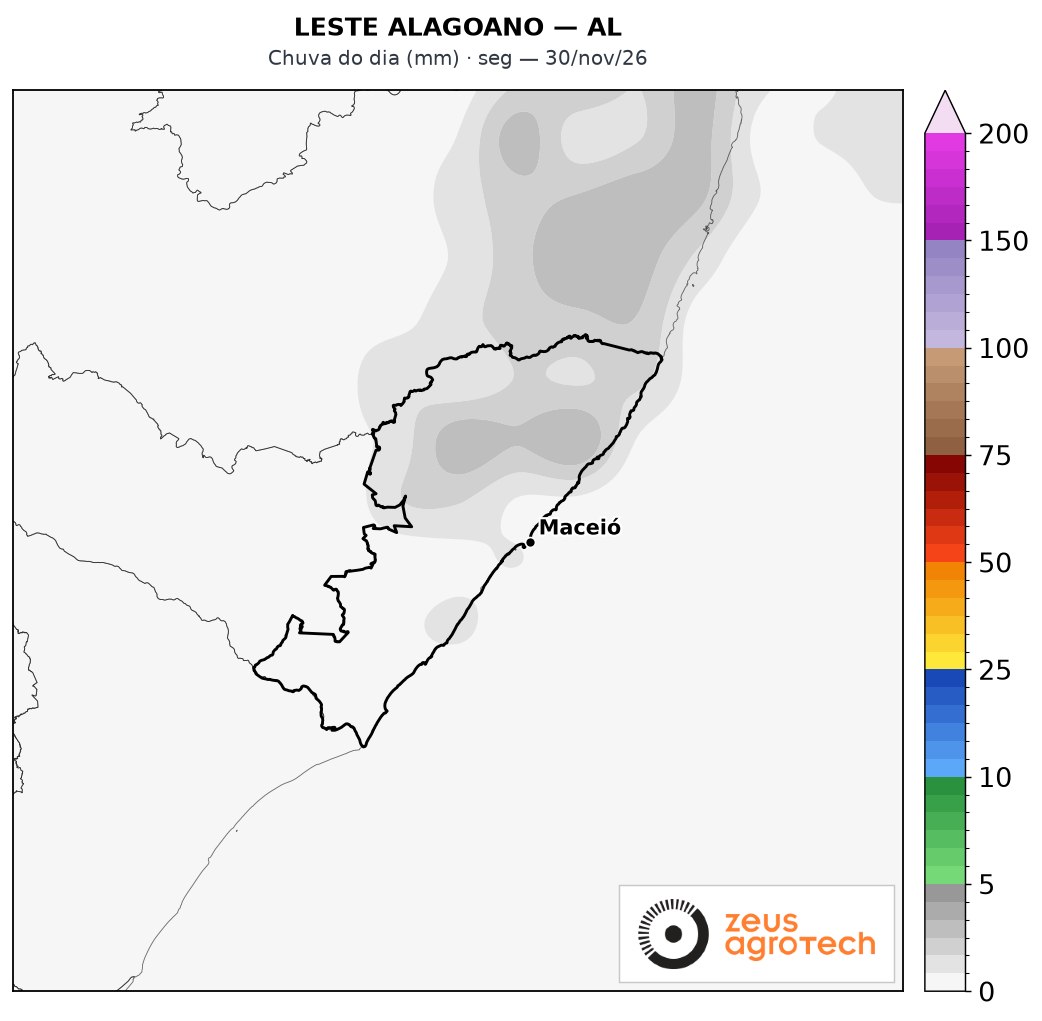 LESTE ALAGOANO — AL
Chuva do dia (mm) · seg — 30/nov/26
Maceió
200
150
100
75
50
25
10
5
0
zeus
agrotech